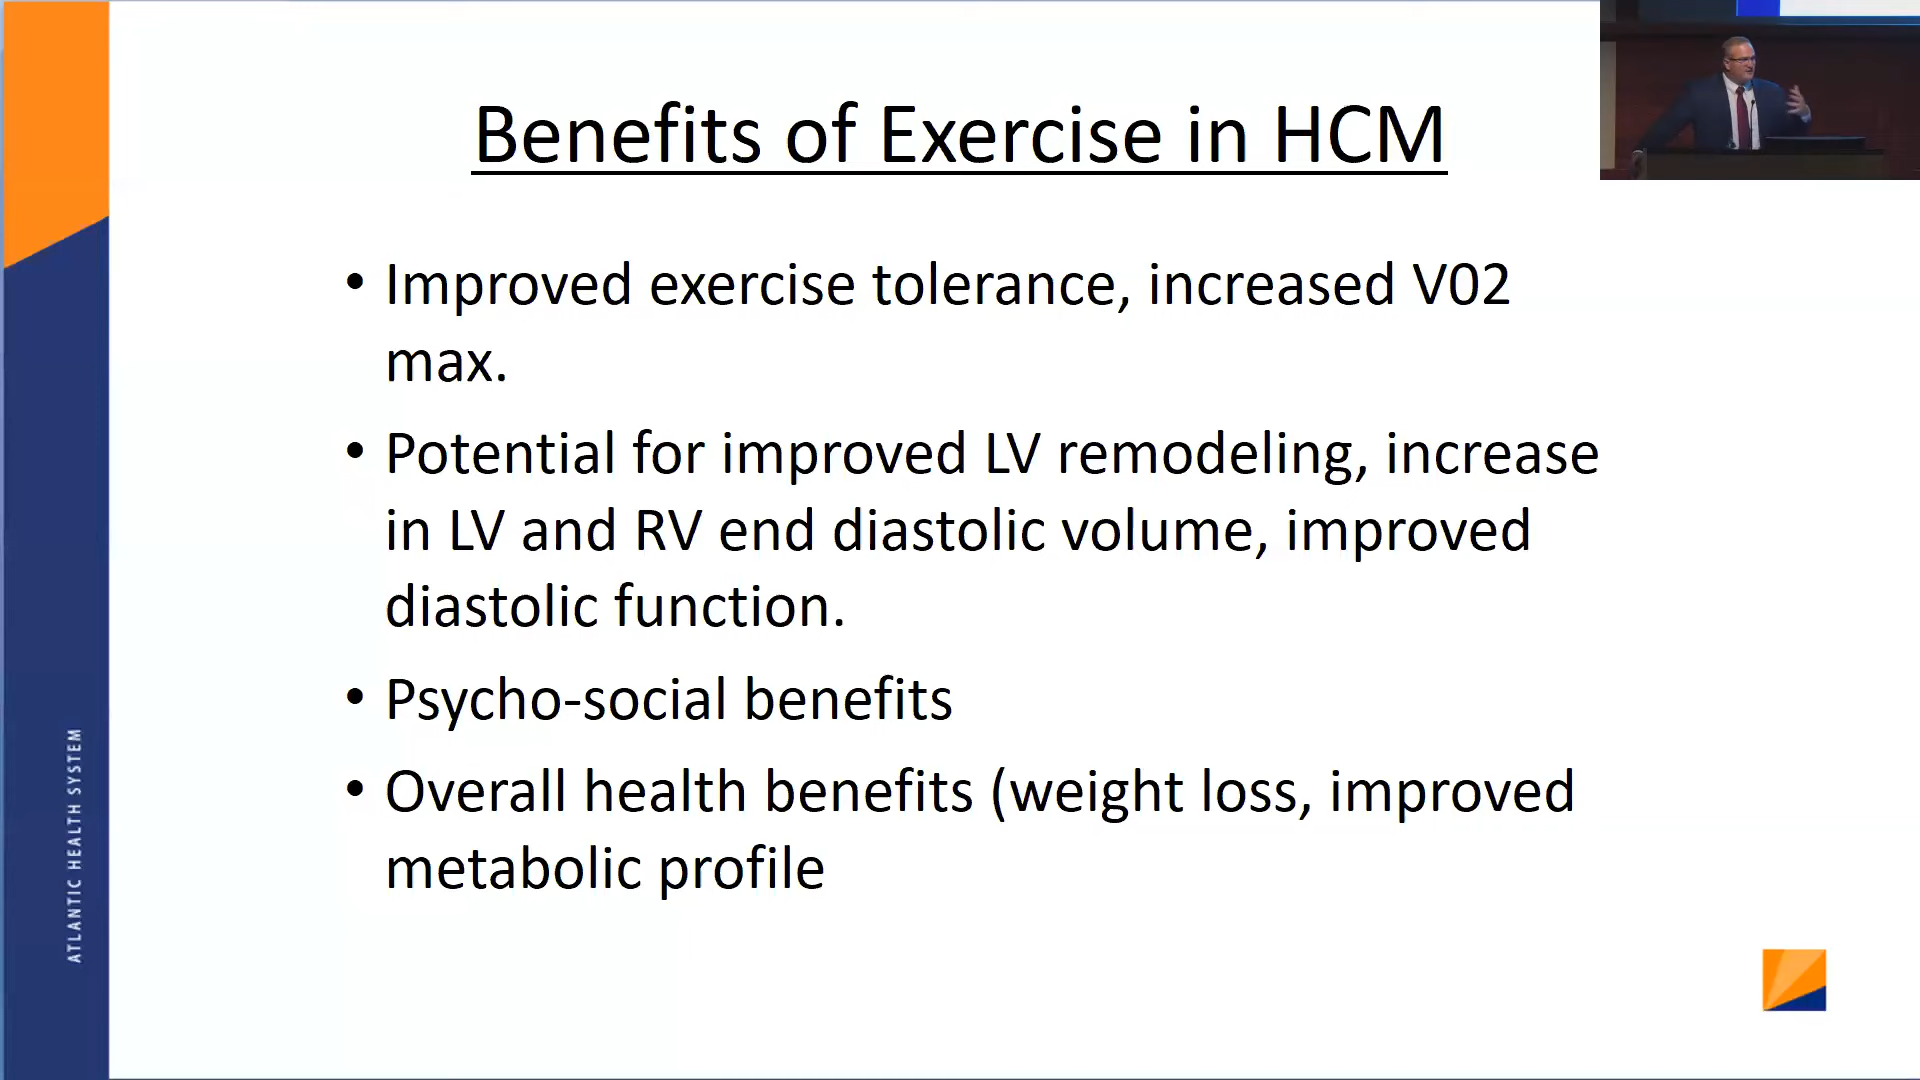 Benefits of Exercise in HCM
• Improved exercise tolerance, increased V02
max.
• Potential for improved LV remodeling, increase
in LV and RV end diastolic volume, improved
diastolic function.
• Psycho-social benefits
• Overall health benefits (weight loss, improved
metabolic profile
ATLANTIC HEALTH SYSTEM